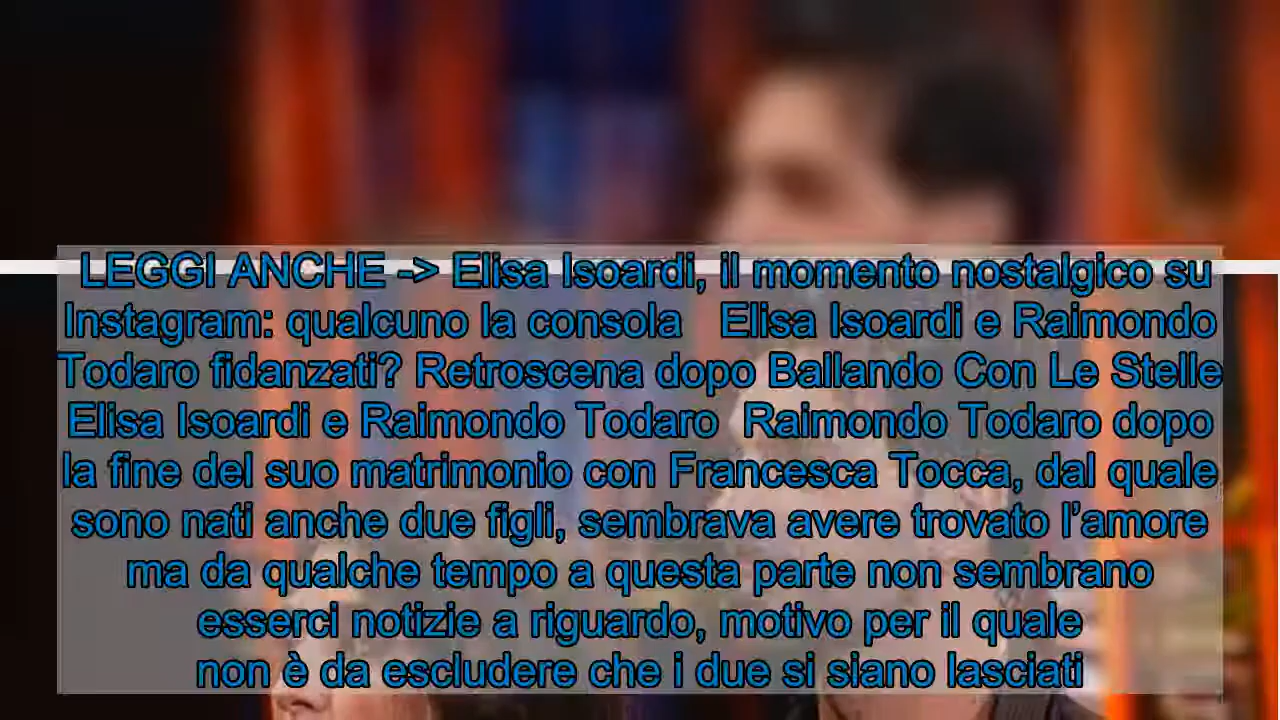 LEGGI ANCHE -> Elisa Isoardi, il momento nostalgico su
Instagram: qualcuno la consola   Elisa Isoardi e Raimondo
Todaro fidanzati? Retroscena dopo Ballando Con Le Stelle
Elisa Isoardi e Raimondo Todaro  Raimondo Todaro dopo
la fine del suo matrimonio con Francesca Tocca, dal quale
sono nati anche due figli, sembrava avere trovato l’amore
ma da qualche tempo a questa parte non sembrano
esserci notizie a riguardo, motivo per il quale
non è da escludere che i due si siano lasciati